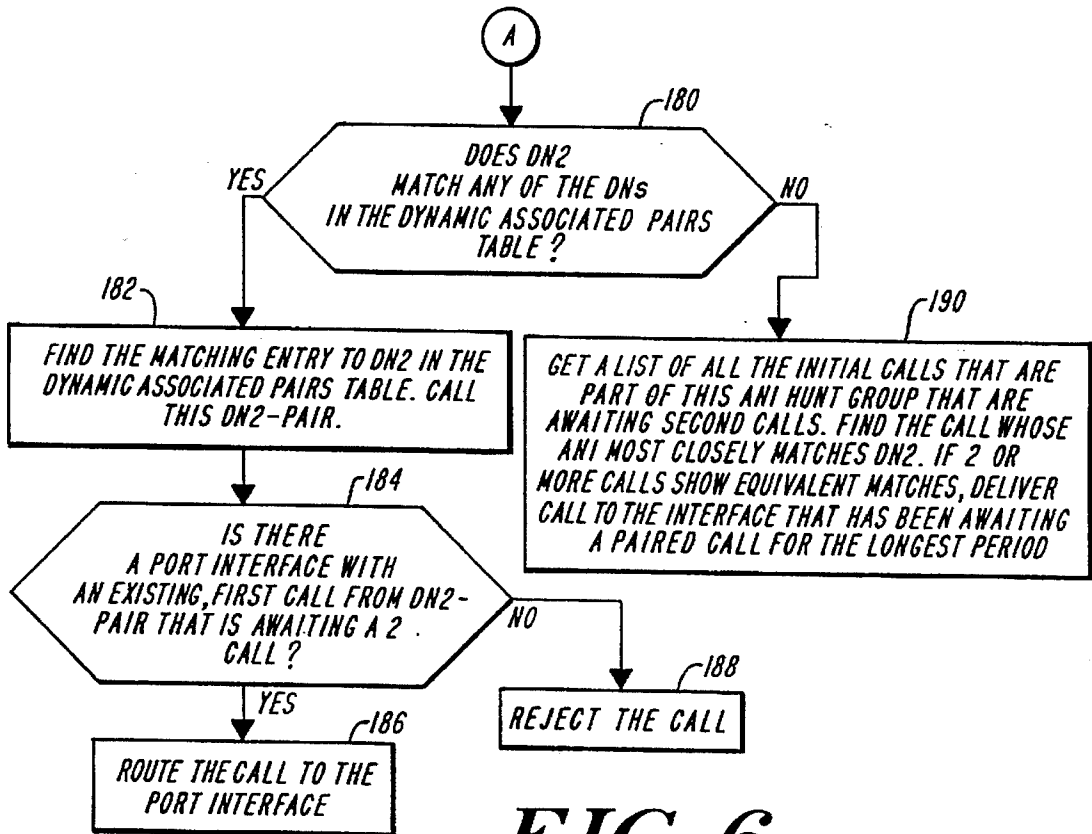 A
180
DOES DN2
MATCH ANY OF THE DNs
IN THE DYNAMIC ASSOCIATED PAIRS
TABLE ?
YES
NO
182
FIND THE MATCHING ENTRY TO DN2 IN THE
DYNAMIC ASSOCIATED PAIRS TABLE. CALL
THIS DN2-PAIR.
190
GET A LIST OF ALL THE INITIAL CALLS THAT ARE
PART OF THIS ANI HUNT GROUP THAT ARE
AWAITING SECOND CALLS. FIND THE CALL WHOSE
ANI MOST CLOSELY MATCHES DN2. IF 2 OR
MORE CALLS SHOW EQUIVALENT MATCHES, DELIVER
CALL TO THE INTERFACE THAT HAS BEEN AWAITING
A PAIRED CALL FOR THE LONGEST PERIOD
184
IS THERE
A PORT INTERFACE WITH
AN EXISTING, FIRST CALL FROM DN2-
PAIR THAT IS AWAITING A 2
CALL ?
NO
YES
188
REJECT THE CALL
186
ROUTE THE CALL TO THE
PORT INTERFACE
FIG. 6